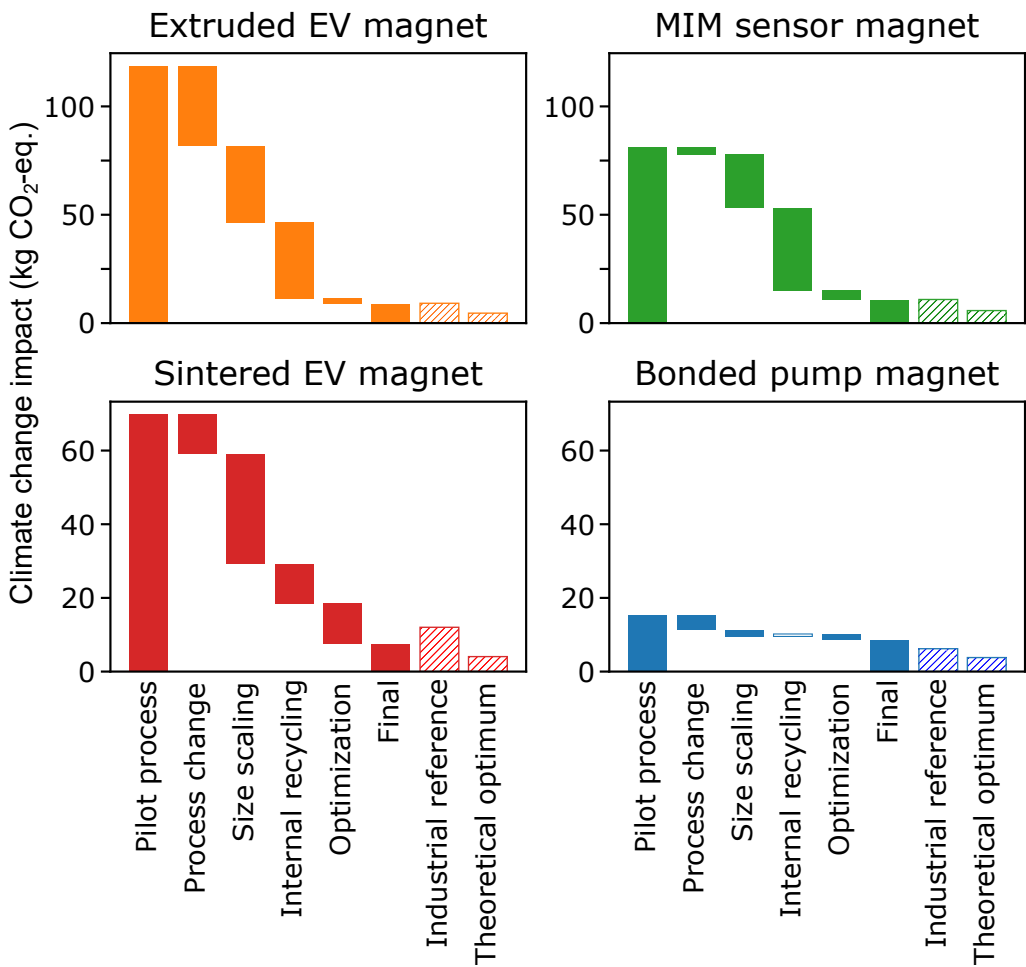 Extruded EV magnet
MIM sensor magnet
Climate change impact (kg CO₂-eq.)
100
50
0
100
50
0
Sintered EV magnet
Bonded pump magnet
60
40
20
0
60
40
20
0
Pilot process
Process change
Size scaling
Internal recycling
Optimization
Final
Industrial reference
Theoretical optimum
Pilot process
Process change
Size scaling
Internal recycling
Optimization
Final
Industrial reference
Theoretical optimum